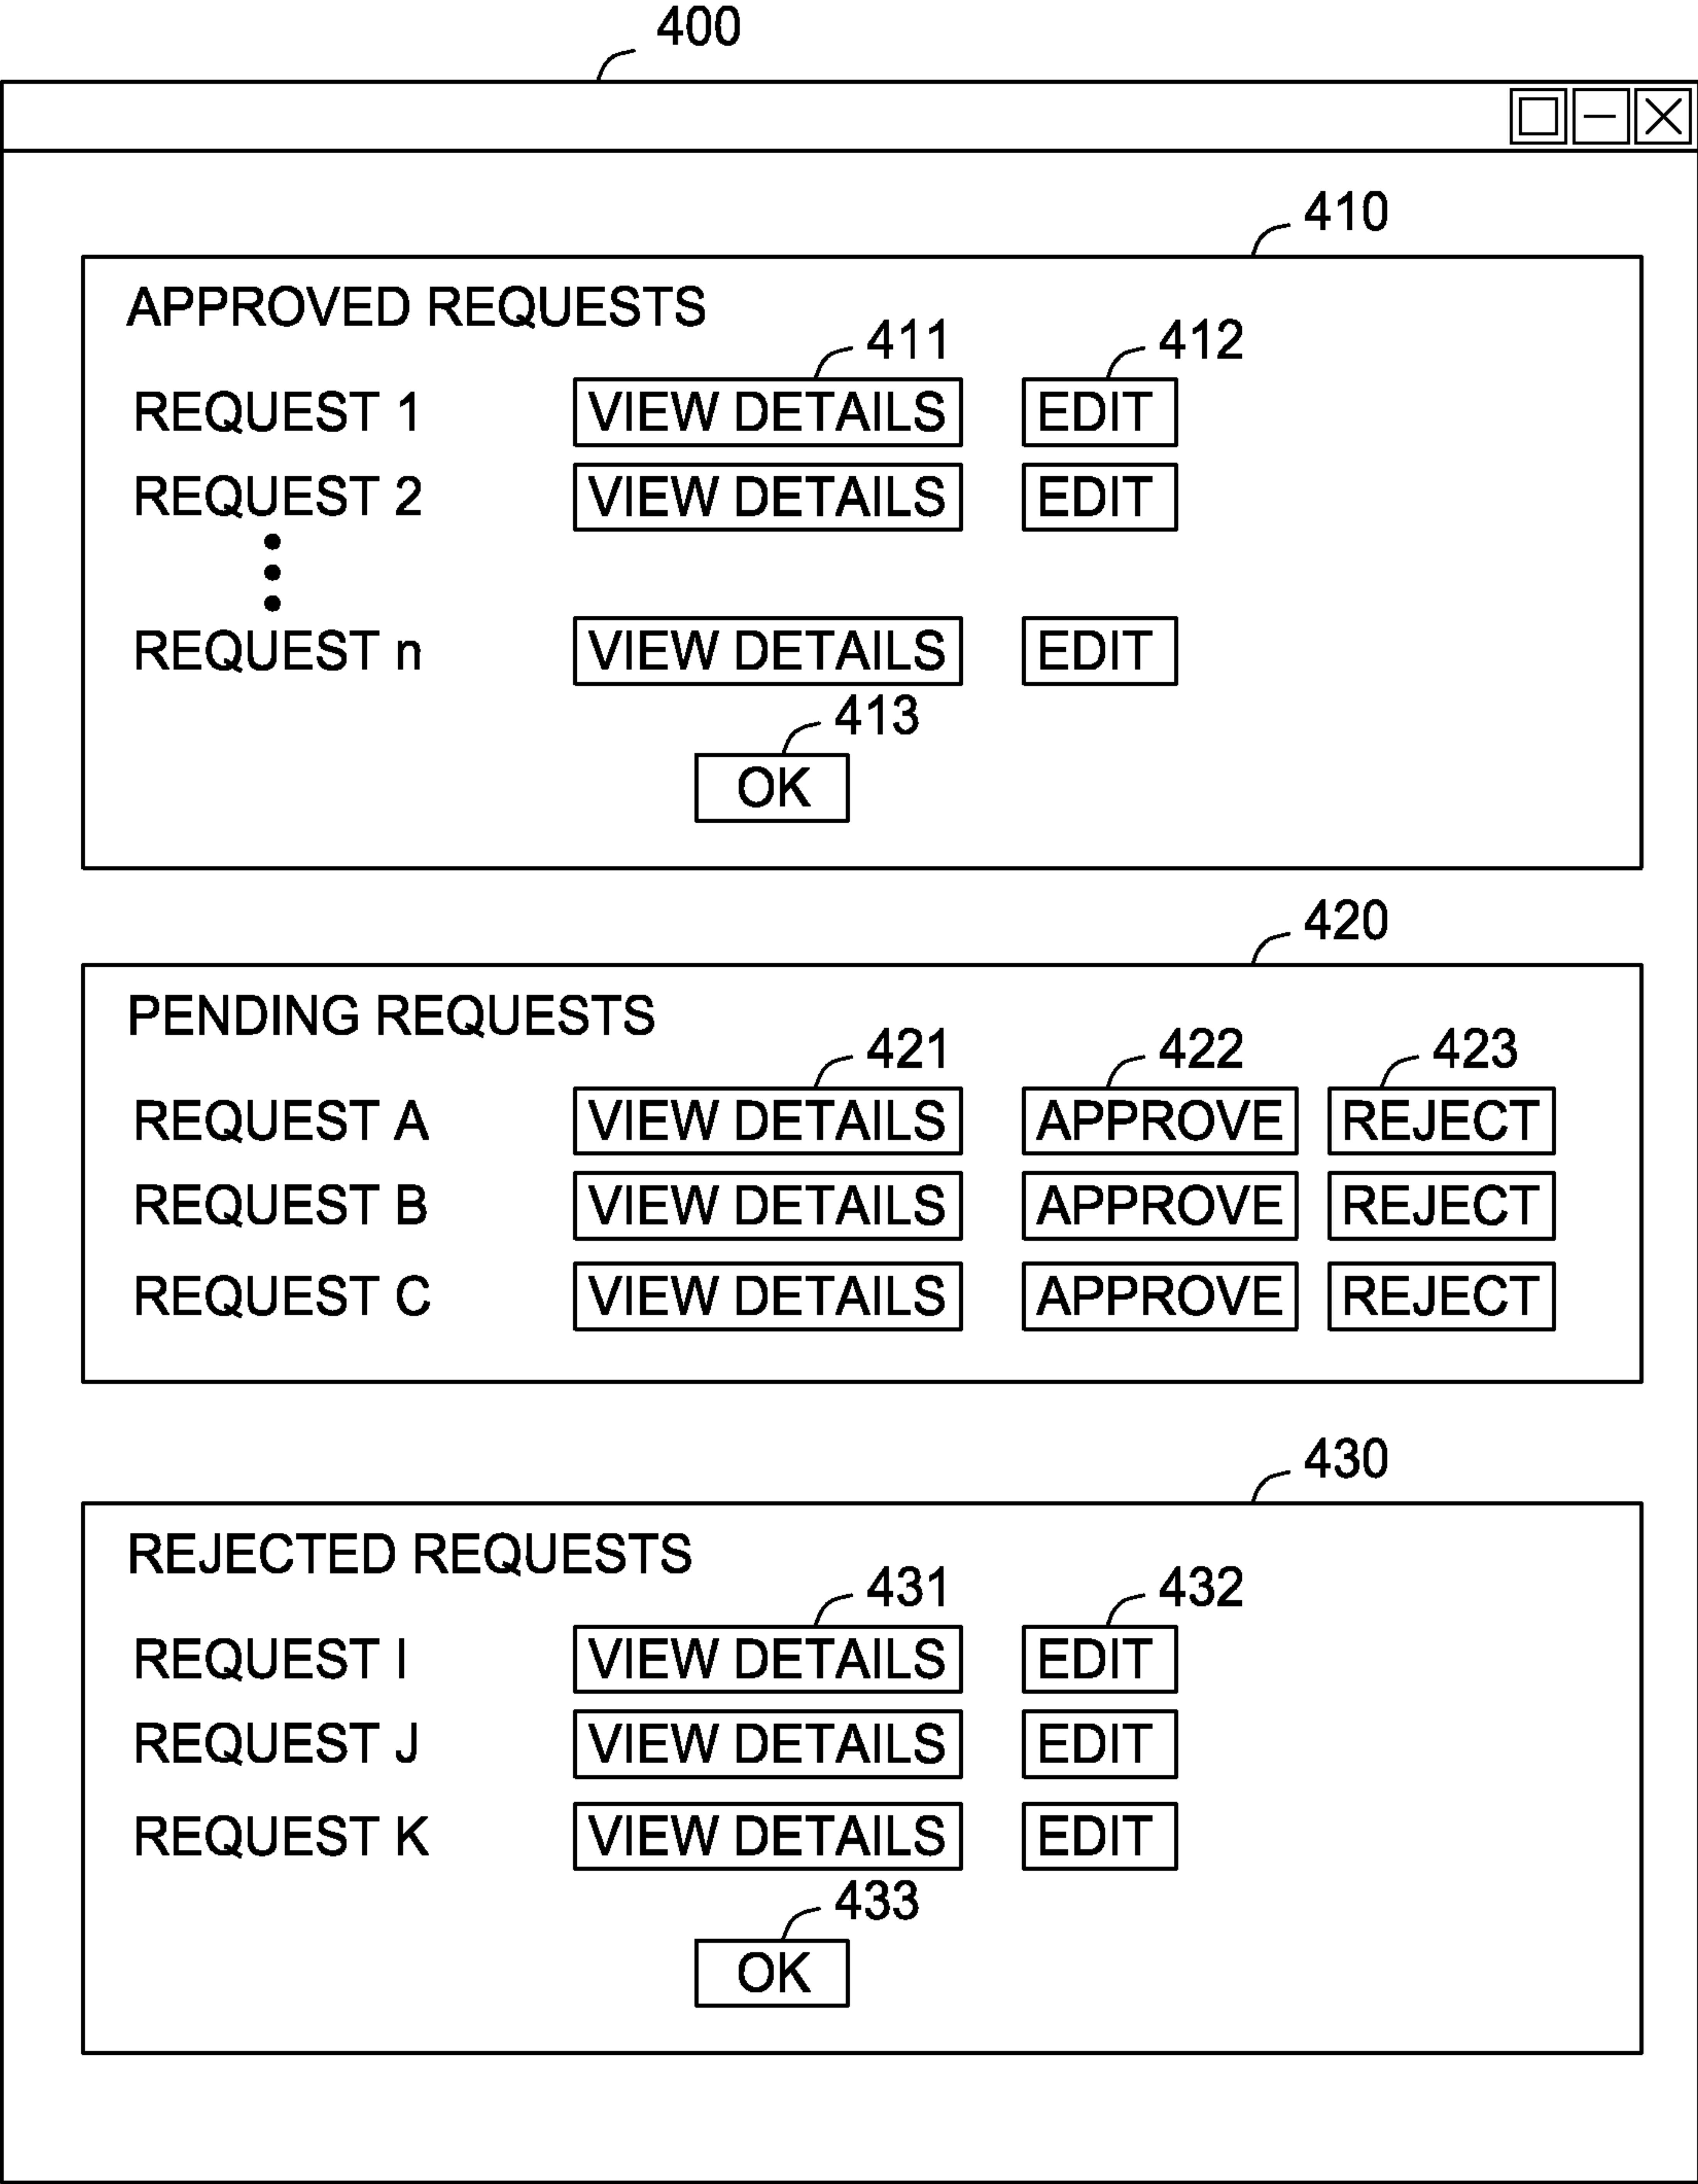 400
410
APPROVED REQUESTS
411 412
REQUEST 1 VIEW DETAILS EDIT
REQUEST 2 VIEW DETAILS EDIT
REQUEST n VIEW DETAILS EDIT
413
OK
420
PENDING REQUESTS
421 422 423
REQUEST A VIEW DETAILS APPROVE REJECT
REQUEST B VIEW DETAILS APPROVE REJECT
REQUEST C VIEW DETAILS APPROVE REJECT
430
REJECTED REQUESTS
431 432
REQUEST I VIEW DETAILS EDIT
REQUEST J VIEW DETAILS EDIT
REQUEST K VIEW DETAILS EDIT
433
OK